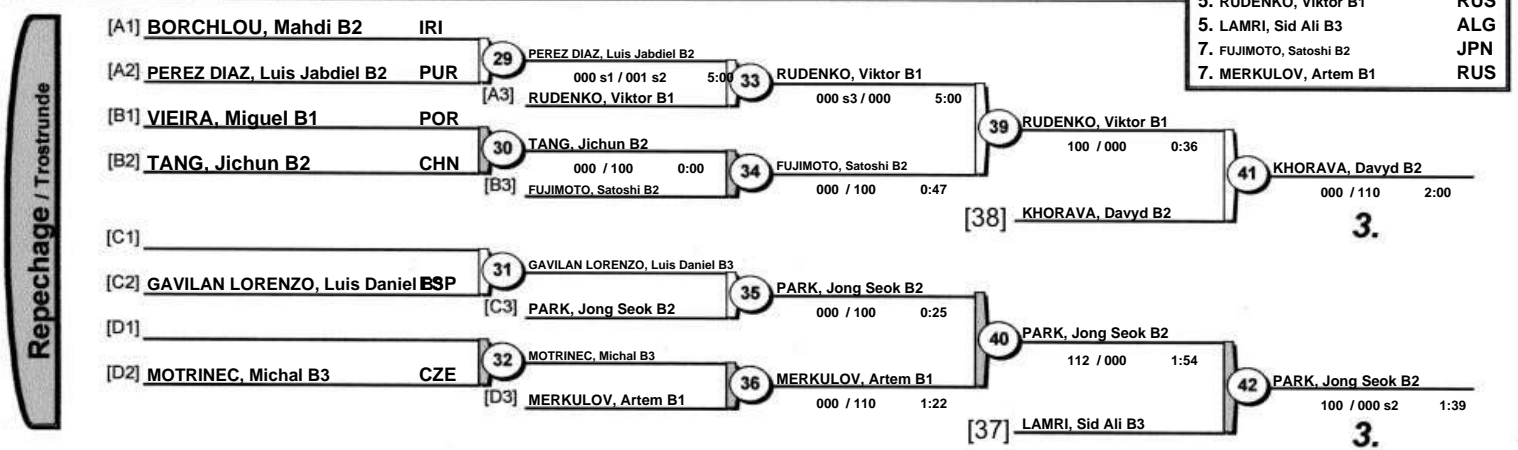 5. RUDENKO, Viktor B1 RUS
5. LAMRI, Sid Ali B3 ALG
7. FUJIMOTO, Satoshi B2 JPN
7. MERKULOV, Artem B1 RUS
Repechage / Trostrunde
[A1] BORCHLOU, Mahdi B2 IRI
[A2] PEREZ DIAZ, Luis Jabdiel B2 PUR
29
PEREZ DIAZ, Luis Jabdiel B2
000 s1 / 001 s2 5:00
[A3] RUDENKO, Viktor B1
33
RUDENKO, Viktor B1
000 s3 / 000 5:00
[B1] VIEIRA, Miguel B1 POR
[B2] TANG, Jichun B2 CHN
30
TANG, Jichun B2
000 / 100 0:00
[B3] FUJIMOTO, Satoshi B2
34
FUJIMOTO, Satoshi B2
000 / 100 0:47
39
RUDENKO, Viktor B1
100 / 000 0:36
[38] KHORAVA, Davyd B2
41
KHORAVA, Davyd B2
000 / 110 2:00
3.
[C1]
[C2] GAVILAN LORENZO, Luis Daniel B3 ESP
31
GAVILAN LORENZO, Luis Daniel B3
[C3] PARK, Jong Seok B2
35
PARK, Jong Seok B2
000 / 100 0:25
[D1]
[D2] MOTRINEC, Michal B3 CZE
32
MOTRINEC, Michal B3
[D3] MERKULOV, Artem B1
36
MERKULOV, Artem B1
000 / 110 1:22
40
PARK, Jong Seok B2
112 / 000 1:54
[37] LAMRI, Sid Ali B3
42
PARK, Jong Seok B2
100 / 000 s2 1:39
3.